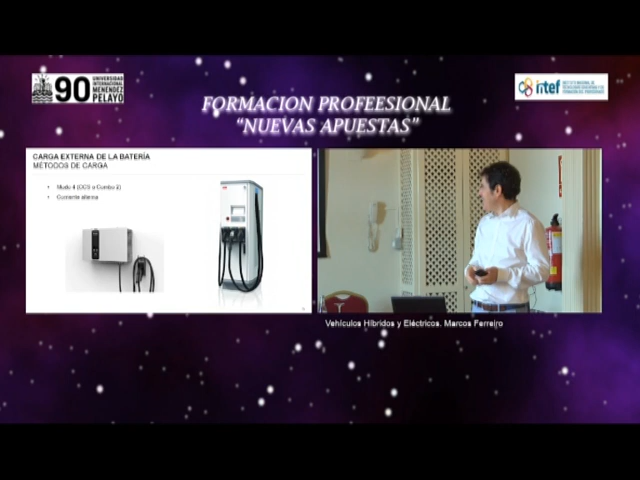 90
UNIVERSIDAD
INTERNACIONAL
MENÉNDEZ
PELAYO
intef
FORMACION PROFEESIONAL
“NUEVAS APUESTAS”
CARGA EXTERNA DE LA BATERÍA
MÉTODOS DE CARGA
• Modo 4 (CCS o Combo 2)
• Corriente alterna
Vehículos Híbridos y Eléctricos. Marcos Ferreiro